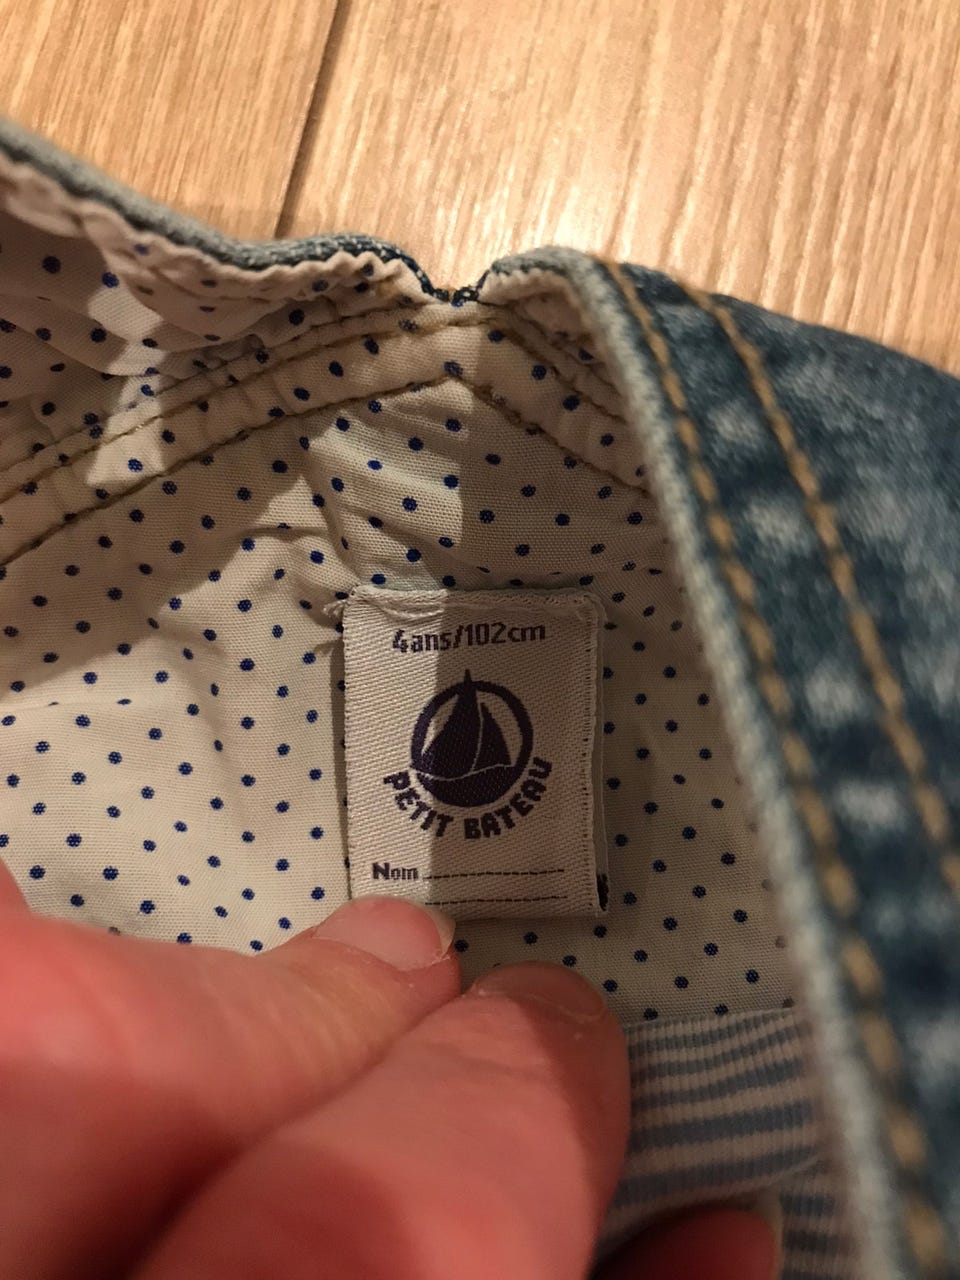 4ans/102cm
PETIT BATEAU
Nom